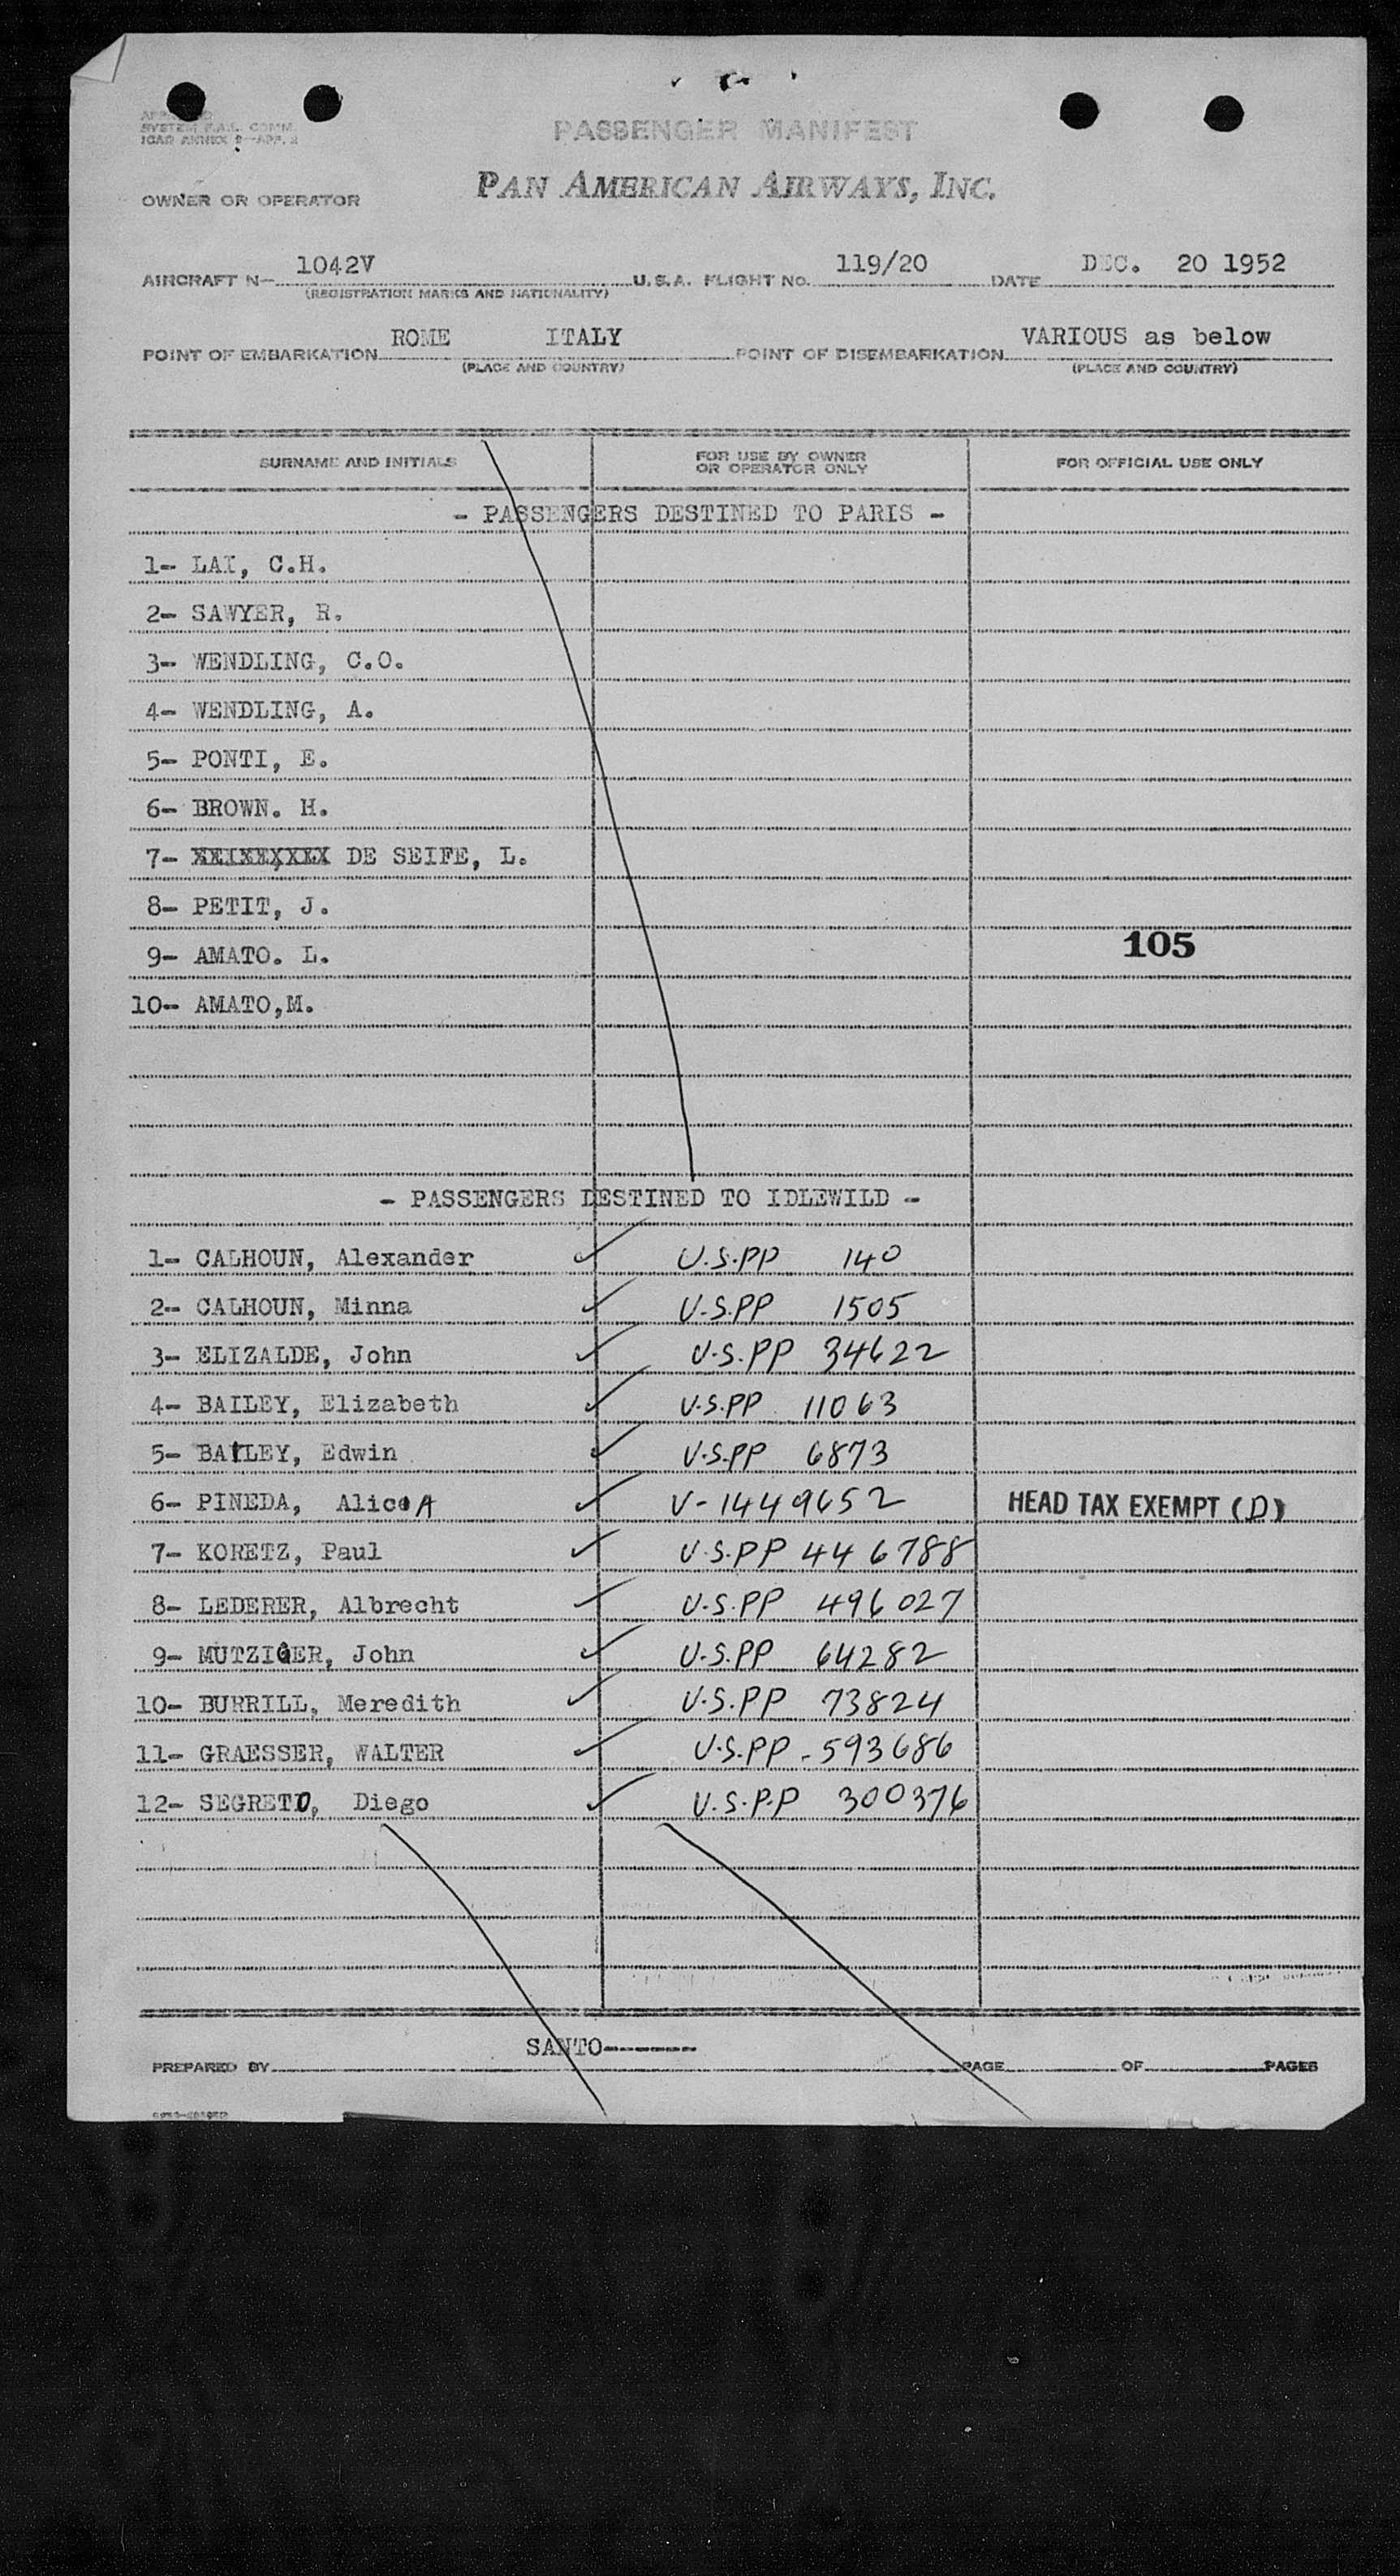 SYSTEM F.A.L. COMM.
ICAO ANNEX 9-APP. 2
PASSENGER MANIFEST
PAN AMERICAN AIRWAYS, INC.
OWNER OR OPERATOR
AIRCRAFT N- 1042V U.S.A. FLIGHT NO. 119/20 DATE DEC. 20 1952
(REGISTRATION MARKS AND NATIONALITY)
POINT OF EMBARKATION ROME ITALY POINT OF DISEMBARKATION VARIOUS as below
(PLACE AND COUNTRY) (PLACE AND COUNTRY)
SURNAME AND INITIALS FOR USE BY OWNER OR OPERATOR ONLY FOR OFFICIAL USE ONLY
- PASSENGERS DESTINED TO PARIS -
1- LAI, C.H.
2- SAWYER, R.
3- WENDLING, C.O.
4- WENDLING, A.
5- PONTI, E.
6- BROWN. H.
7- DE SEIFE, L.
8- PETIT, J.
9- AMATO. L. 105
10- AMATO,M.
- PASSENGERS DESTINED TO IDLEWILD -
1- CALHOUN, Alexander ✓ U.S.PP 140
2- CALHOUN, Minna ✓ U.S.PP 1505
3- ELIZALDE, John ✓ U.S.PP 34622
4- BAILEY, Elizabeth ✓ U.S.PP 11063
5- BAILEY, Edwin ✓ U.S.PP 6873
6- PINEDA, Alice A ✓ V-1449652 HEAD TAX EXEMPT (D)
7- KORETZ, Paul ✓ U.S.PP 446788
8- LEDERER, Albrecht ✓ U.S.PP 496027
9- MUTZIGER, John ✓ U.S.PP 64282
10- BURRILL, Meredith ✓ U.S.PP 73824
11- GRAESSER, WALTER ✓ U.S.PP - 593686
12- SEGRETO, Diego ✓ U.S.P.P 300376
SANTO-------
PREPARED BY PAGE OF PAGES